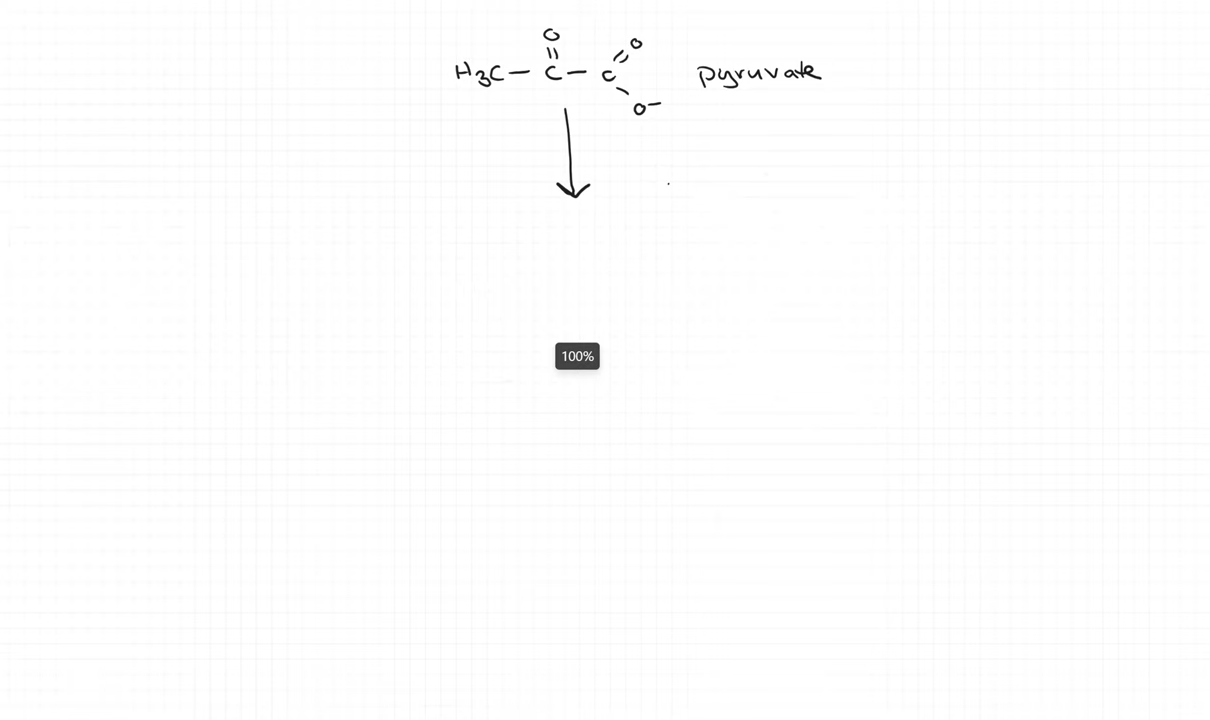 O
H3C – C – C O
O–
pyruvate
100%